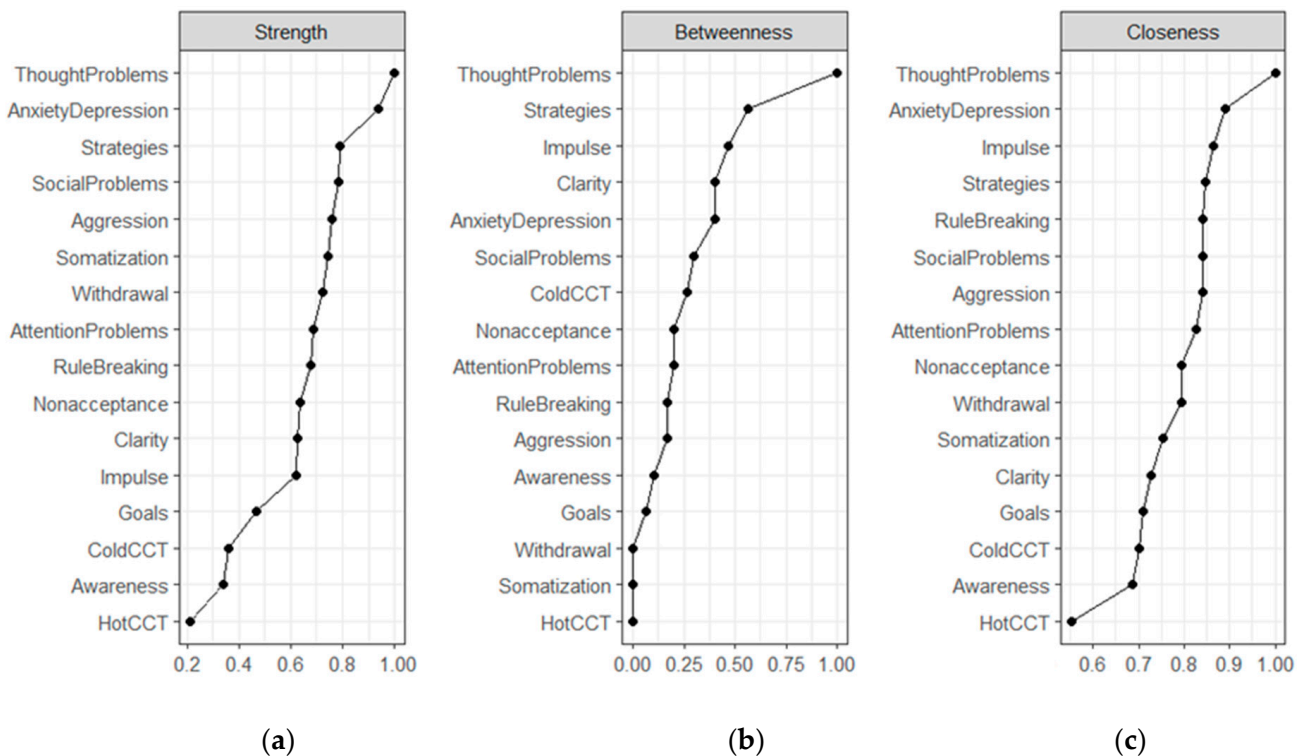 Strength
ThoughtProblems
AnxietyDepression
Strategies
SocialProblems
Aggression
Somatization
Withdrawal
AttentionProblems
RuleBreaking
Nonacceptance
Clarity
Impulse
Goals
ColdCCT
Awareness
HotCCT
0.2 0.4 0.6 0.8 1.00
(a)
Betweenness
ThoughtProblems
Strategies
Impulse
Clarity
AnxietyDepression
SocialProblems
ColdCCT
Nonacceptance
AttentionProblems
RuleBreaking
Aggression
Awareness
Goals
Withdrawal
Somatization
HotCCT
0.00 0.25 0.50 0.75 1.00
(b)
Closeness
ThoughtProblems
AnxietyDepression
Impulse
Strategies
RuleBreaking
SocialProblems
Aggression
AttentionProblems
Nonacceptance
Withdrawal
Somatization
Clarity
Goals
ColdCCT
Awareness
HotCCT
0.6 0.7 0.8 0.9 1.00
(c)